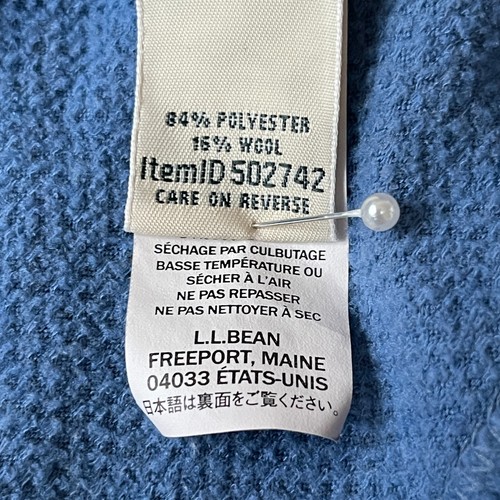 84% POLYESTER
16% WOOL
ItemID 502742
CARE ON REVERSE
SÉCHAGE PAR CULBUTAGE
BASSE TEMPÉRATURE OU
SÉCHER À L'AIR
NE PAS REPASSER
NE PAS NETTOYER À SEC
L.L.BEAN
FREEPORT, MAINE
04033 ÉTATS-UNIS
日本語は裏面をご覧ください.